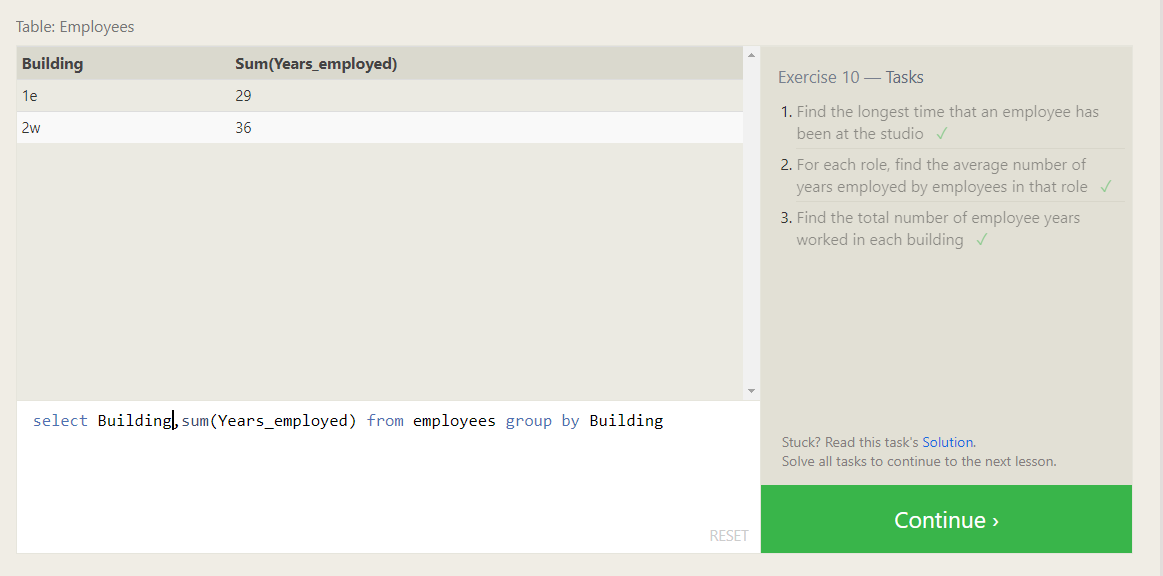 Table: Employees
Building Sum(Years_employed)
1e 29
2w 36
select Building,sum(Years_employed) from employees group by Building
RESET
Exercise 10 — Tasks
1. Find the longest time that an employee has
been at the studio ✓
2. For each role, find the average number of
years employed by employees in that role ✓
3. Find the total number of employee years
worked in each building ✓
Stuck? Read this task's Solution.
Solve all tasks to continue to the next lesson.
Continue ›